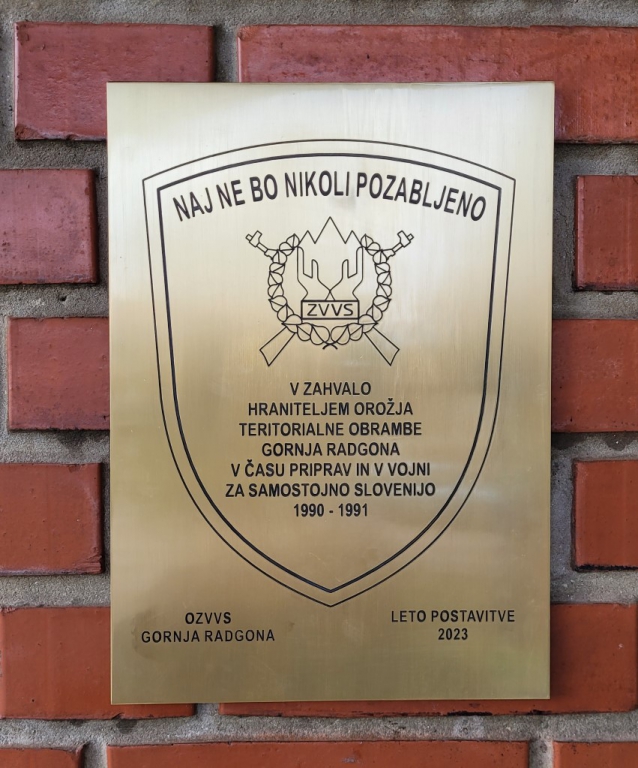 NAJ NE BO NIKOLI POZABLJENO
ZVVS
V ZAHVALO
HRANITELJEM OROŽJA
TERITORIALNE OBRAMBE
GORNJA RADGONA
V ČASU PRIPRAV IN V VOJNI
ZA SAMOSTOJNO SLOVENIJO
1990 - 1991
OZVVS
GORNJA RADGONA
LETO POSTAVITVE
2023